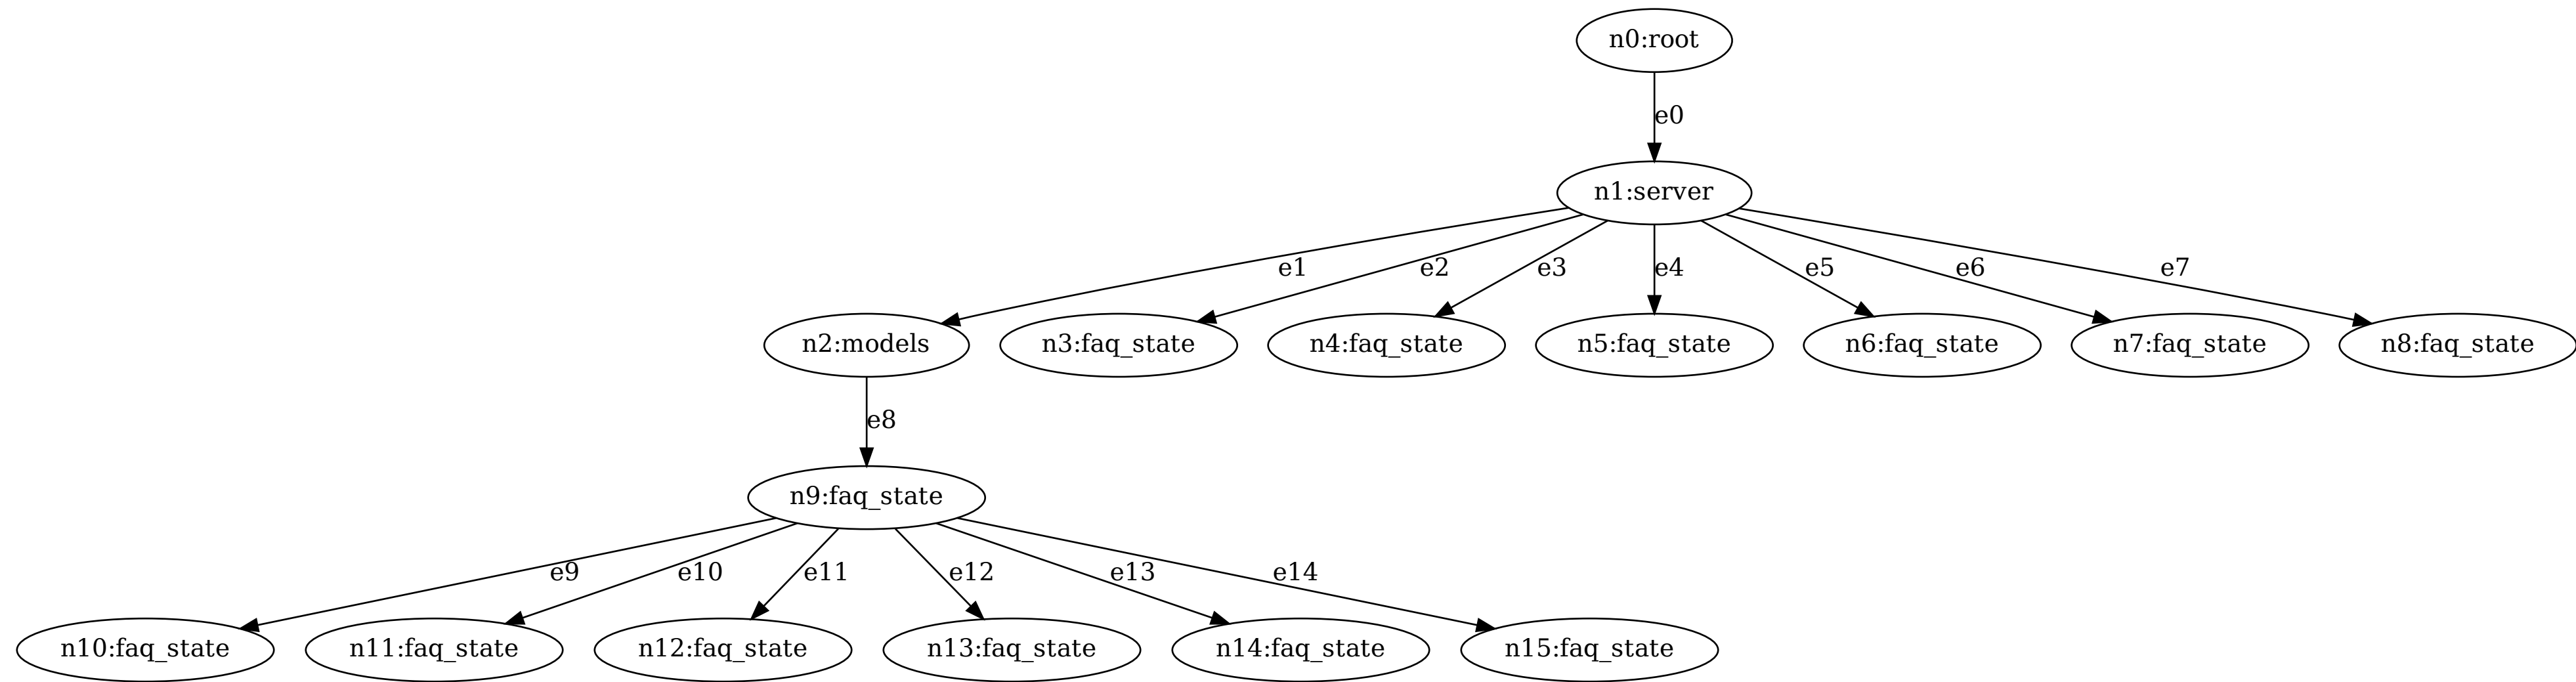 n0:root
e0
n1:server
e1 e2 e3 e4 e5 e6 e7
n2:models n3:faq_state n4:faq_state n5:faq_state n6:faq_state n7:faq_state n8:faq_state
e8
n9:faq_state
e9 e10 e11 e12 e13 e14
n10:faq_state n11:faq_state n12:faq_state n13:faq_state n14:faq_state n15:faq_state